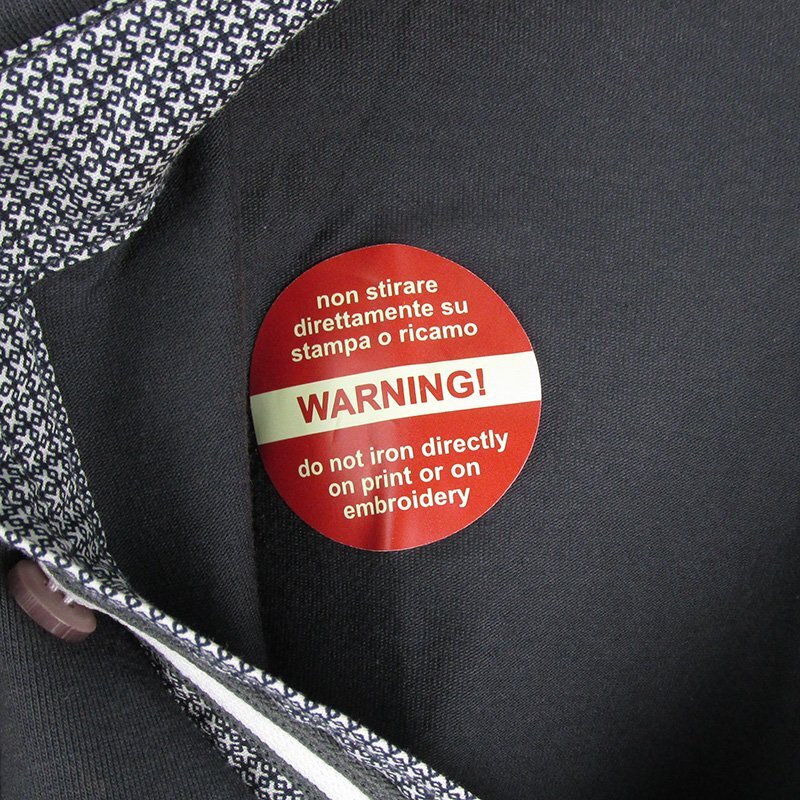 non stirare
direttamente su
stampa o ricamo
WARNING!
do not iron directly
on print or on
embroidery